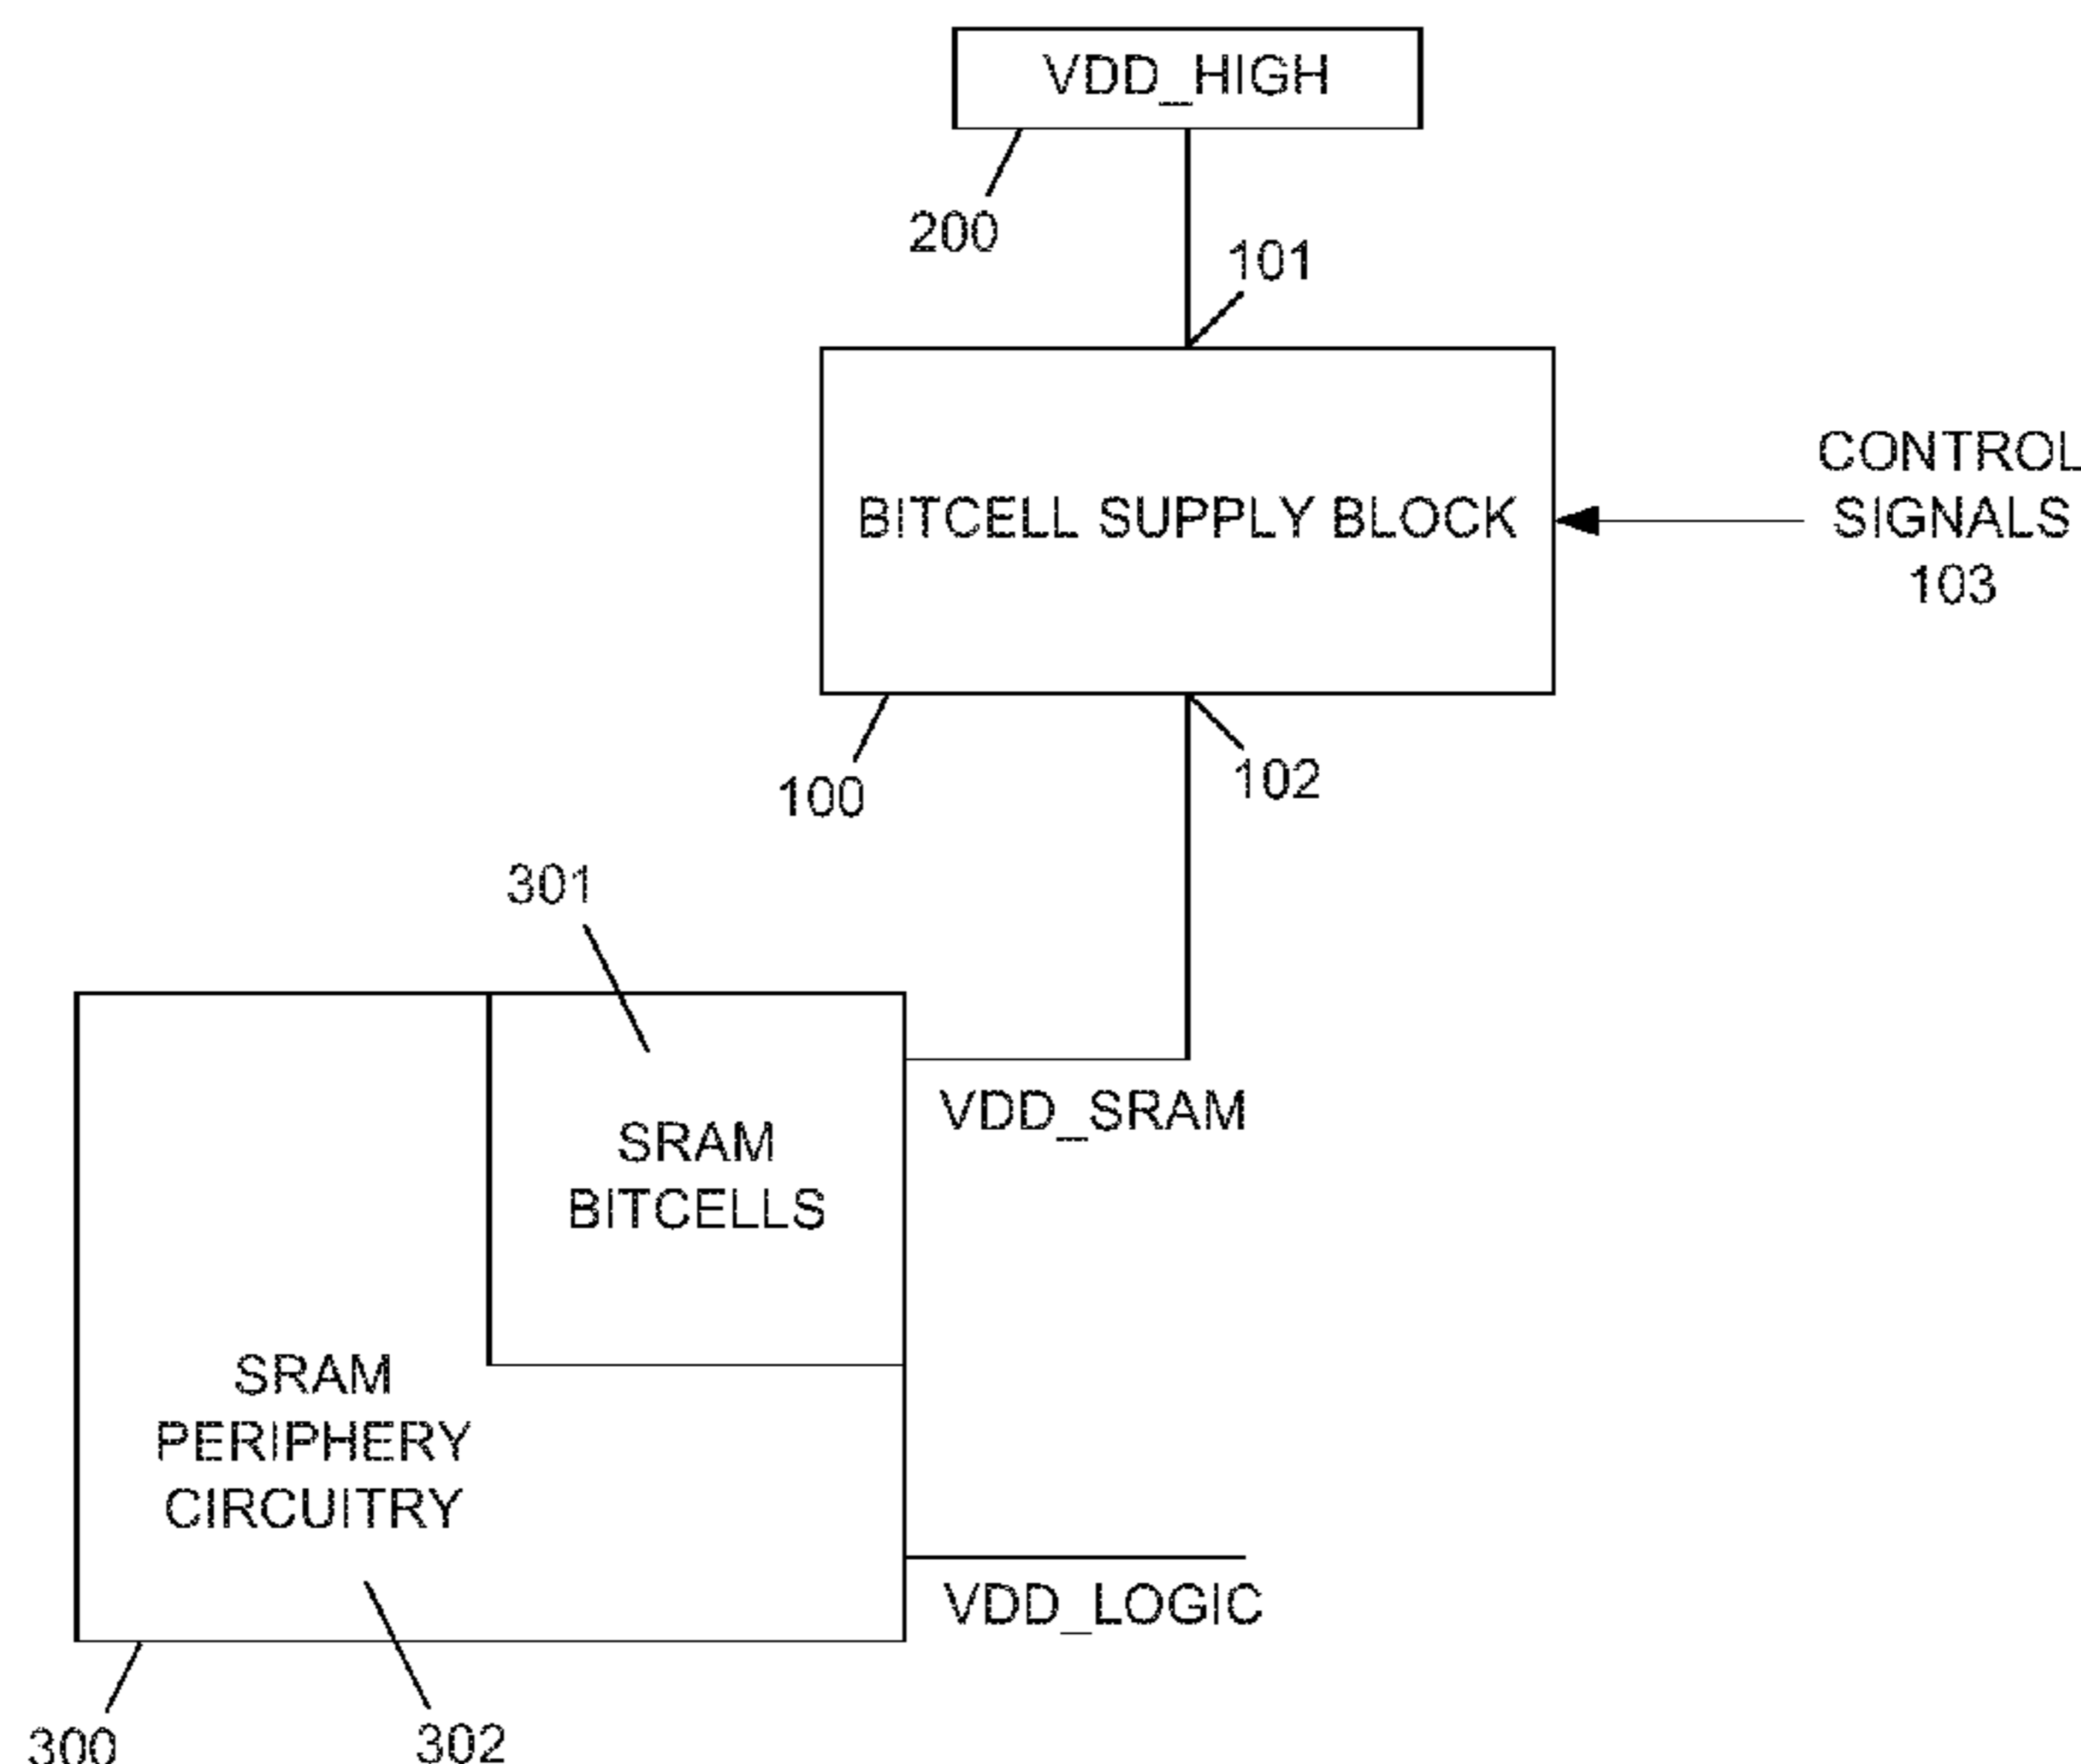 VDD_HIGH
200
101
BITCELL SUPPLY BLOCK
CONTROL
SIGNALS
103
100
102
301
VDD_SRAM
SRAM
BITCELLS
SRAM
PERIPHERY
CIRCUITRY
VDD_LOGIC
300
302